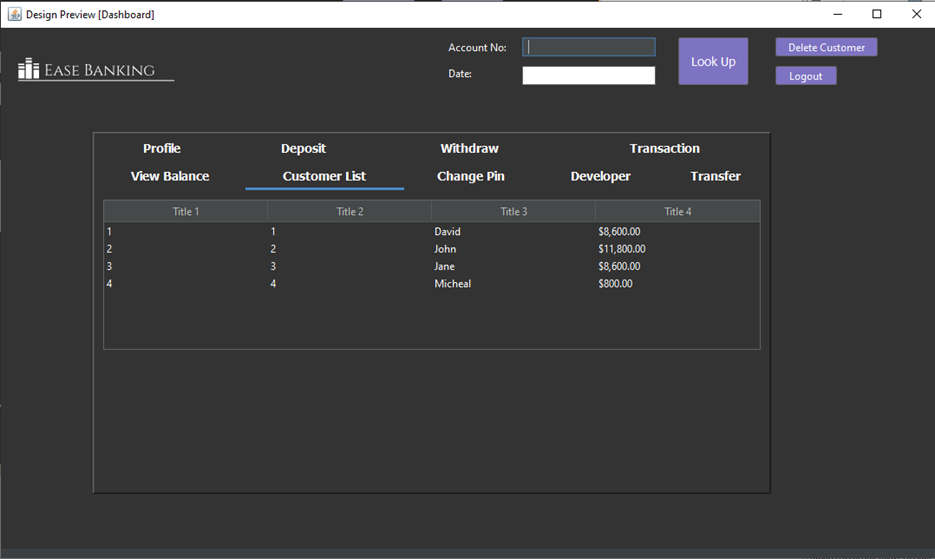 Design Preview [Dashboard]
EASE BANKING
Account No:
Date:
Look Up
Delete Customer
Logout
Profile Deposit Withdraw Transaction
View Balance Customer List Change Pin Developer Transfer
Title 1 Title 2 Title 3 Title 4
1 1 David $8,600.00
2 2 John $11,800.00
3 3 Jane $8,600.00
4 4 Micheal $800.00